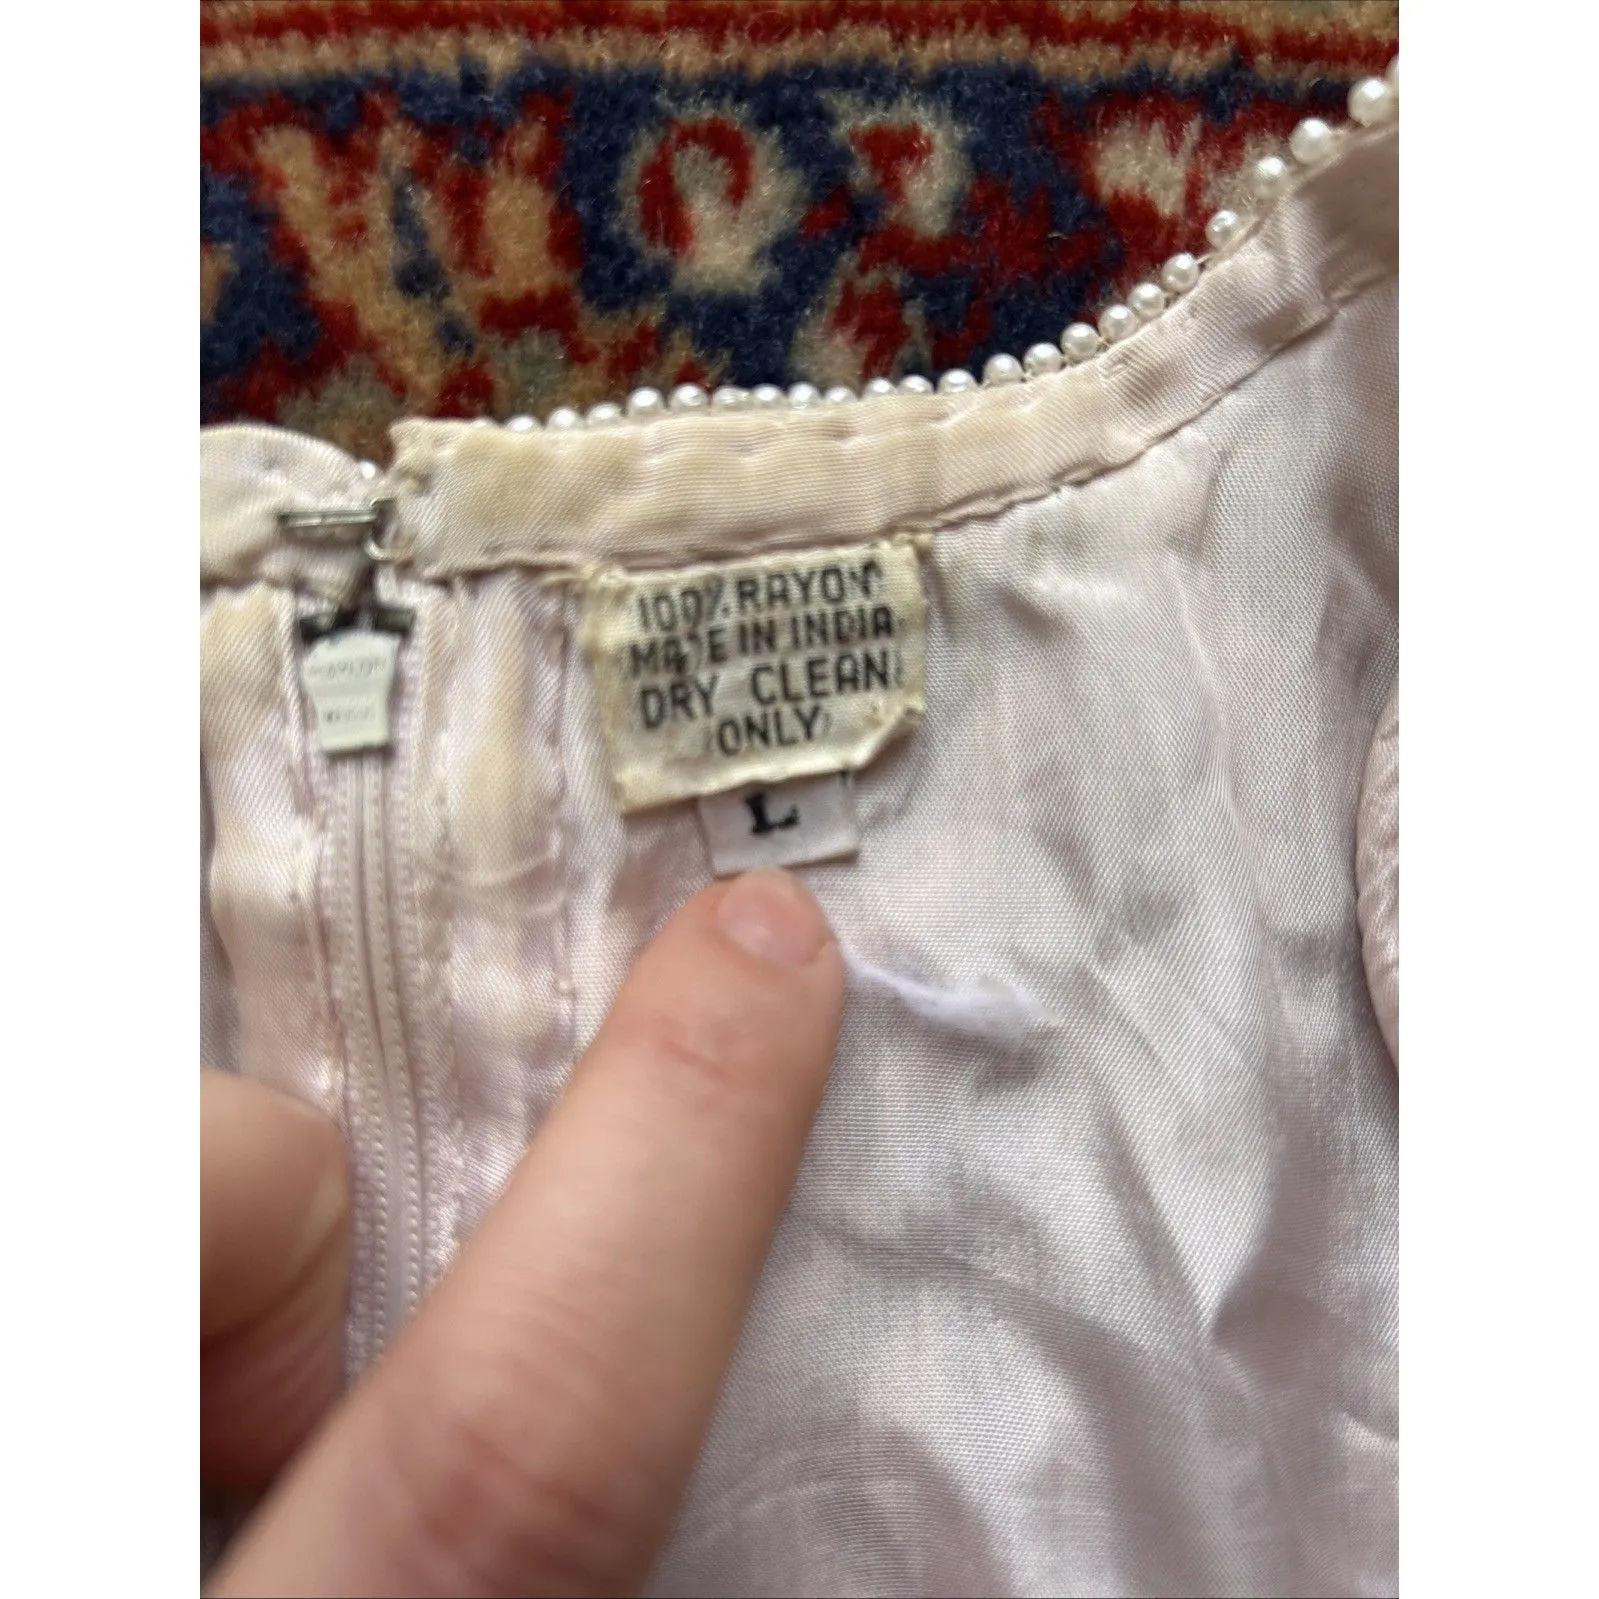 100% RAYON
MADE IN INDIA
DRY CLEAN
(ONLY)
L